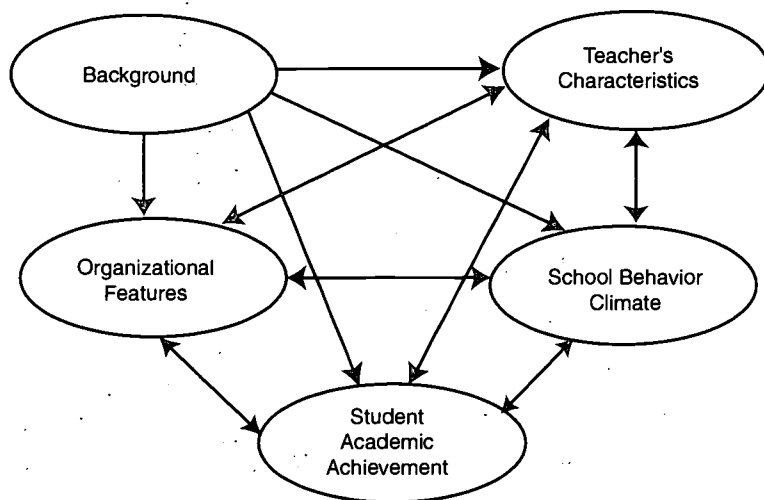 Background
Teacher's
Characteristics
Organizational
Features
School Behavior
Climate
Student
Academic
Achievement